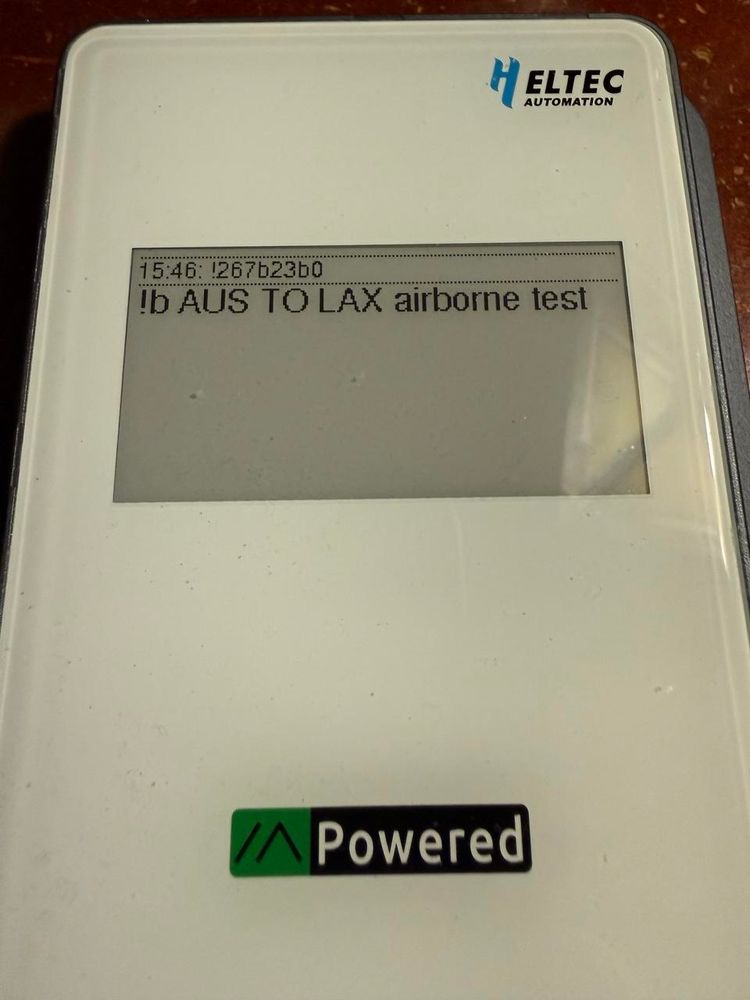 HELTEC
AUTOMATION
15:46: !267b23b0
!b AUS TO LAX airborne test
Powered